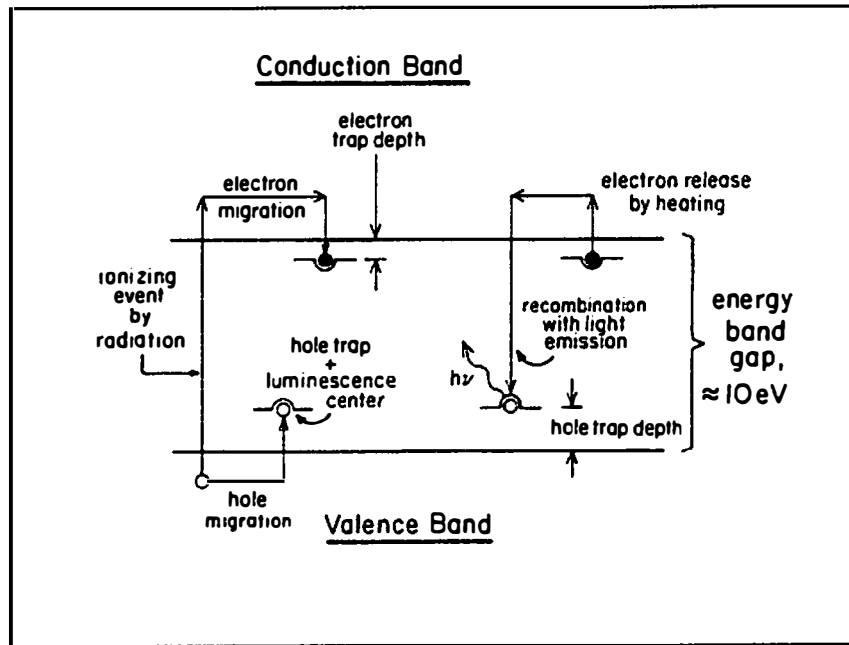 Conduction Band
electron
trap depth
electron
migration
electron release
by heating
ionizing
event
by
radiation
hole trap
+
luminescence
center
recombination
with light
emission
hν
hole trap depth
energy
band
gap,
≈10eV
hole
migration
Valence Band